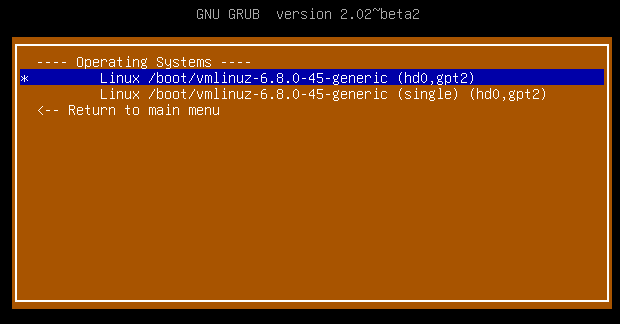 GNU GRUB  version 2.02~beta2
---- Operating Systems ----
*        Linux /boot/vmlinuz-6.8.0-45-generic (hd0,gpt2)
         Linux /boot/vmlinuz-6.8.0-45-generic (single) (hd0,gpt2)
<-- Return to main menu